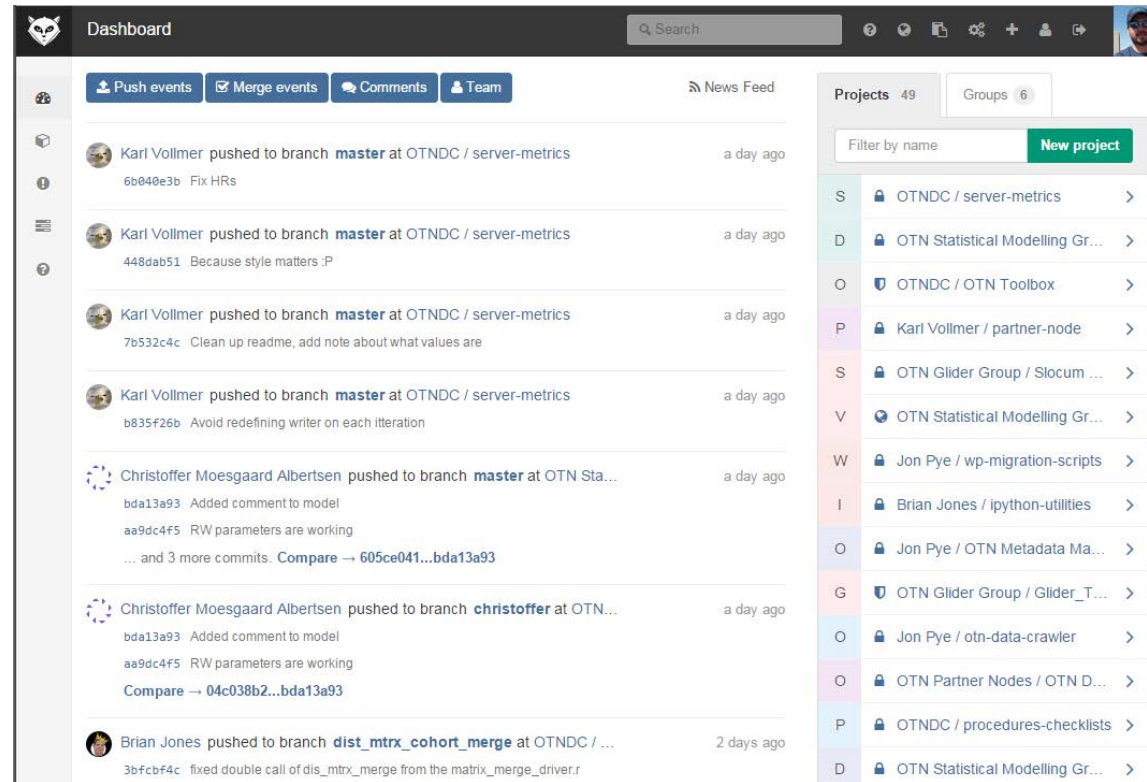 Dashboard
Search
Push events
Merge events
Comments
Team
News Feed
Karl Vollmer pushed to branch master at OTNDC / server-metrics a day ago
6b040e3b Fix HRs
Karl Vollmer pushed to branch master at OTNDC / server-metrics a day ago
448dab51 Because style matters :P
Karl Vollmer pushed to branch master at OTNDC / server-metrics a day ago
7b532c4c Clean up readme, add note about what values are
Karl Vollmer pushed to branch master at OTNDC / server-metrics a day ago
b835f26b Avoid redefining writer on each itteration
Christoffer Moesgaard Albertsen pushed to branch master at OTN Sta... a day ago
bda13a93 Added comment to model
aa9dc4f5 RW parameters are working
... and 3 more commits. Compare → 605ce041...bda13a93
Christoffer Moesgaard Albertsen pushed to branch christoffer at OTN... a day ago
bda13a93 Added comment to model
aa9dc4f5 RW parameters are working
Compare → 04c038b2...bda13a93
Brian Jones pushed to branch dist_mtrx_cohort_merge at OTNDC / ... 2 days ago
3bfcbf4c fixed double call of dis_mtrx_merge from the matrix_merge_driver.r
Projects 49
Groups 6
Filter by name
New project
S OTNDC / server-metrics
D OTN Statistical Modelling Gr...
O OTNDC / OTN Toolbox
P Karl Vollmer / partner-node
S OTN Glider Group / Slocum ...
V OTN Statistical Modelling Gr...
W Jon Pye / wp-migration-scripts
I Brian Jones / ipython-utilities
O Jon Pye / OTN Metadata Ma...
G OTN Glider Group / Glider_T...
O Jon Pye / otn-data-crawler
O OTN Partner Nodes / OTN D...
P OTNDC / procedures-checklists
D OTN Statistical Modelling Gr...